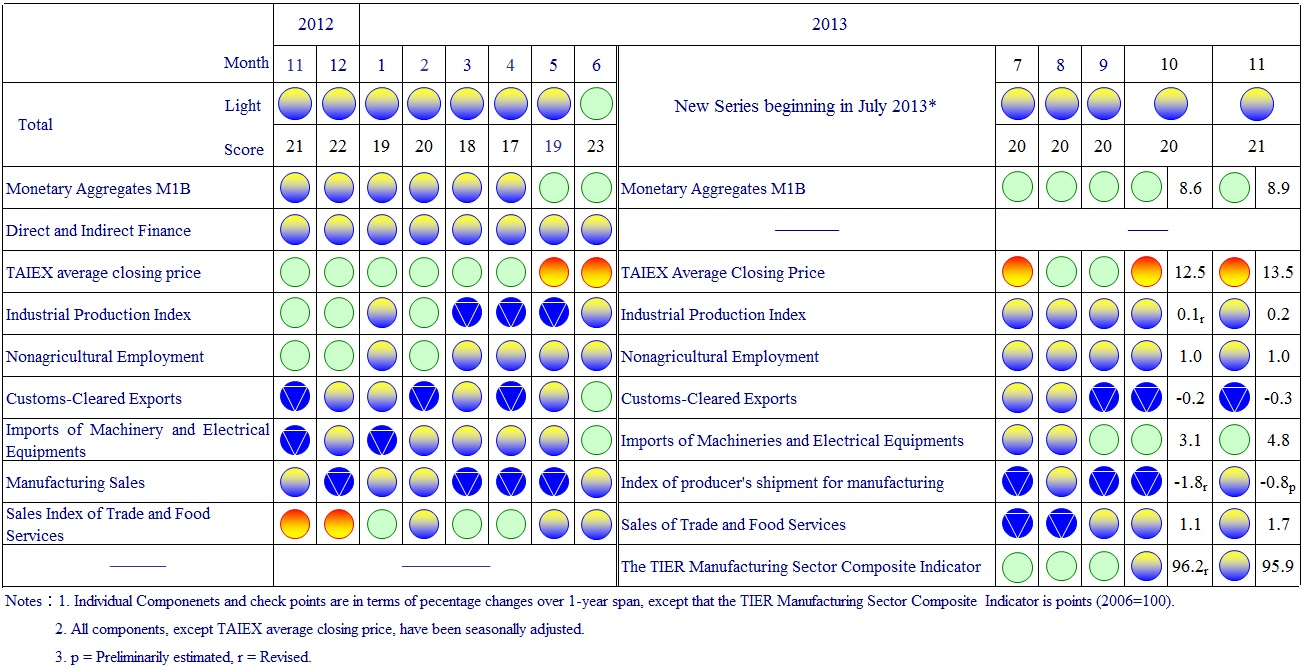 2012 2013
Month 11 12 1 2 3 4 5 6 New Series beginning in July 2013* 7 8 9 10 11
Total Light
Score 21 22 19 20 18 17 19 23 20 20 20 20 21
Monetary Aggregates M1B Monetary Aggregates M1B 8.6 8.9
Direct and Indirect Finance ——— ——
TAIEX average closing price TAIEX Average Closing Price 12.5 13.5
Industrial Production Index Industrial Production Index 0.1r 0.2
Nonagricultural Employment Nonagricultural Employment 1.0 1.0
Customs-Cleared Exports Customs-Cleared Exports -0.2 -0.3
Imports of Machinery and Electrical
Equipments Imports of Machineries and Electrical Equipments 3.1 4.8
Manufacturing Sales Index of producer's shipment for manufacturing -1.8r -0.8p
Sales Index of Trade and Food
Services Sales of Trade and Food Services 1.1 1.7
——— ———— The TIER Manufacturing Sector Composite Indicator 96.2r 95.9
Notes：1. Individual Componenets and check points are in terms of pecentage changes over 1-year span, except that the TIER Manufacturing Sector Composite Indicator is points (2006=100).
2. All components, except TAIEX average closing price, have been seasonally adjusted.
3. p = Preliminarily estimated, r = Revised.